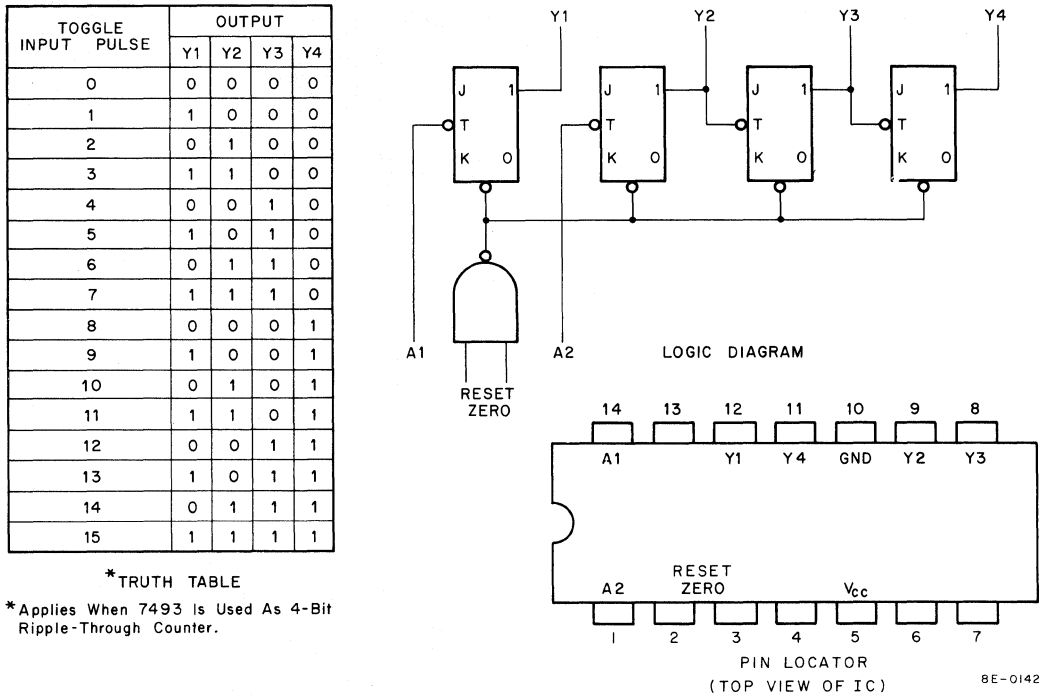 TOGGLE
INPUT PULSE
OUTPUT
Y1 Y2 Y3 Y4
0 0 0 0 0
1 1 0 0 0
2 0 1 0 0
3 1 1 0 0
4 0 0 1 0
5 1 0 1 0
6 0 1 1 0
7 1 1 1 0
8 0 0 0 1
9 1 0 0 1
10 0 1 0 1
11 1 1 0 1
12 0 0 1 1
13 1 0 1 1
14 0 1 1 1
15 1 1 1 1
*TRUTH TABLE
*Applies When 7493 Is Used As 4-Bit
Ripple-Through Counter.
Y1 Y2 Y3 Y4
J 1 J 1 J 1 J 1
T T T T
K 0 K 0 K 0 K 0
A1 A2
RESET
ZERO
LOGIC DIAGRAM
14 13 12 11 10 9 8
A1 Y1 Y4 GND Y2 Y3
RESET
A2 ZERO Vcc
1 2 3 4 5 6 7
PIN LOCATOR
(TOP VIEW OF IC)
8E-0142